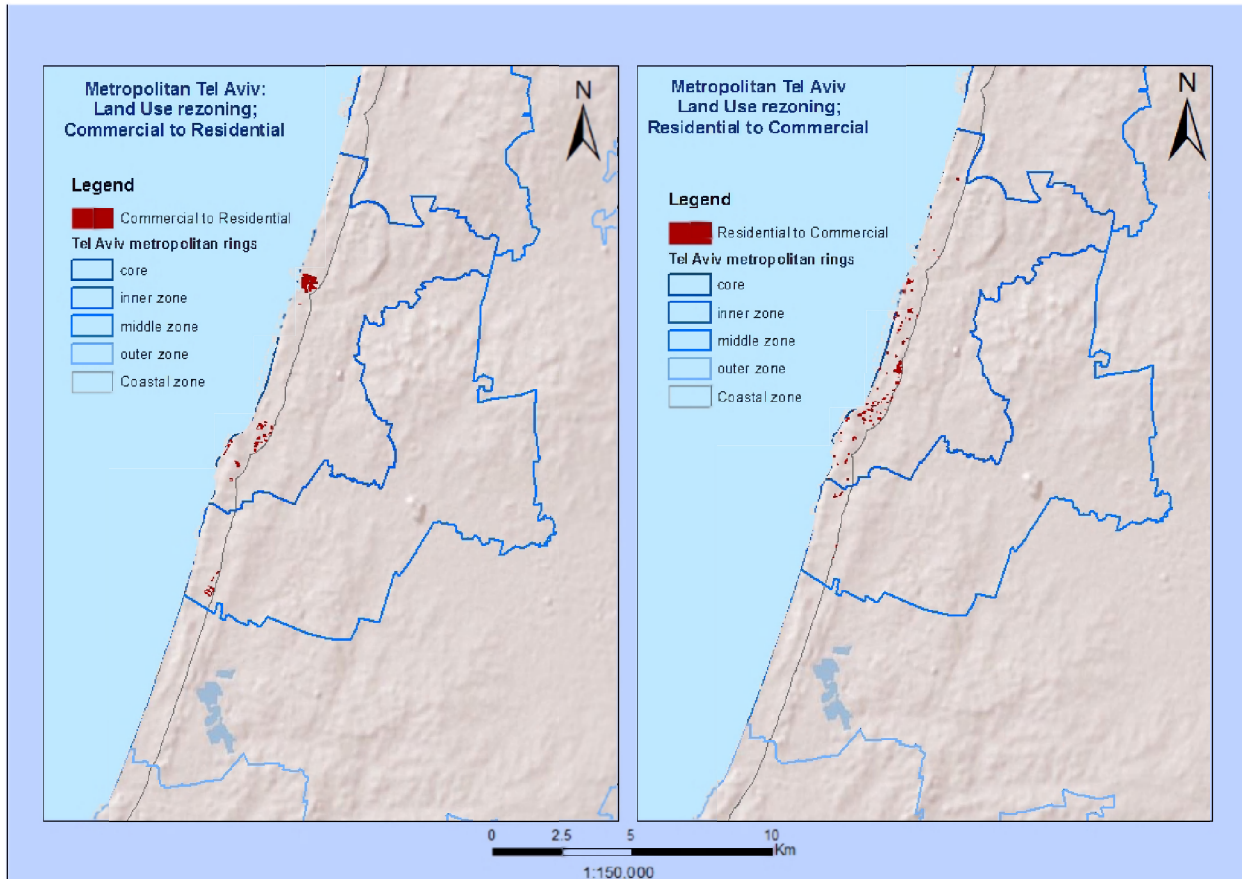 Metropolitan Tel Aviv:
Land Use rezoning;
Commercial to Residential
N
Legend
Commercial to Residential
Tel Aviv metropolitan rings
core
inner zone
middle zone
outer zone
Coastal zone
Metropolitan Tel Aviv
Land Use rezoning;
Residential to Commercial
N
Legend
Residential to Commercial
Tel Aviv metropolitan rings
core
inner zone
middle zone
outer zone
Coastal zone
0 2.5 5 10
Km
1:150.000